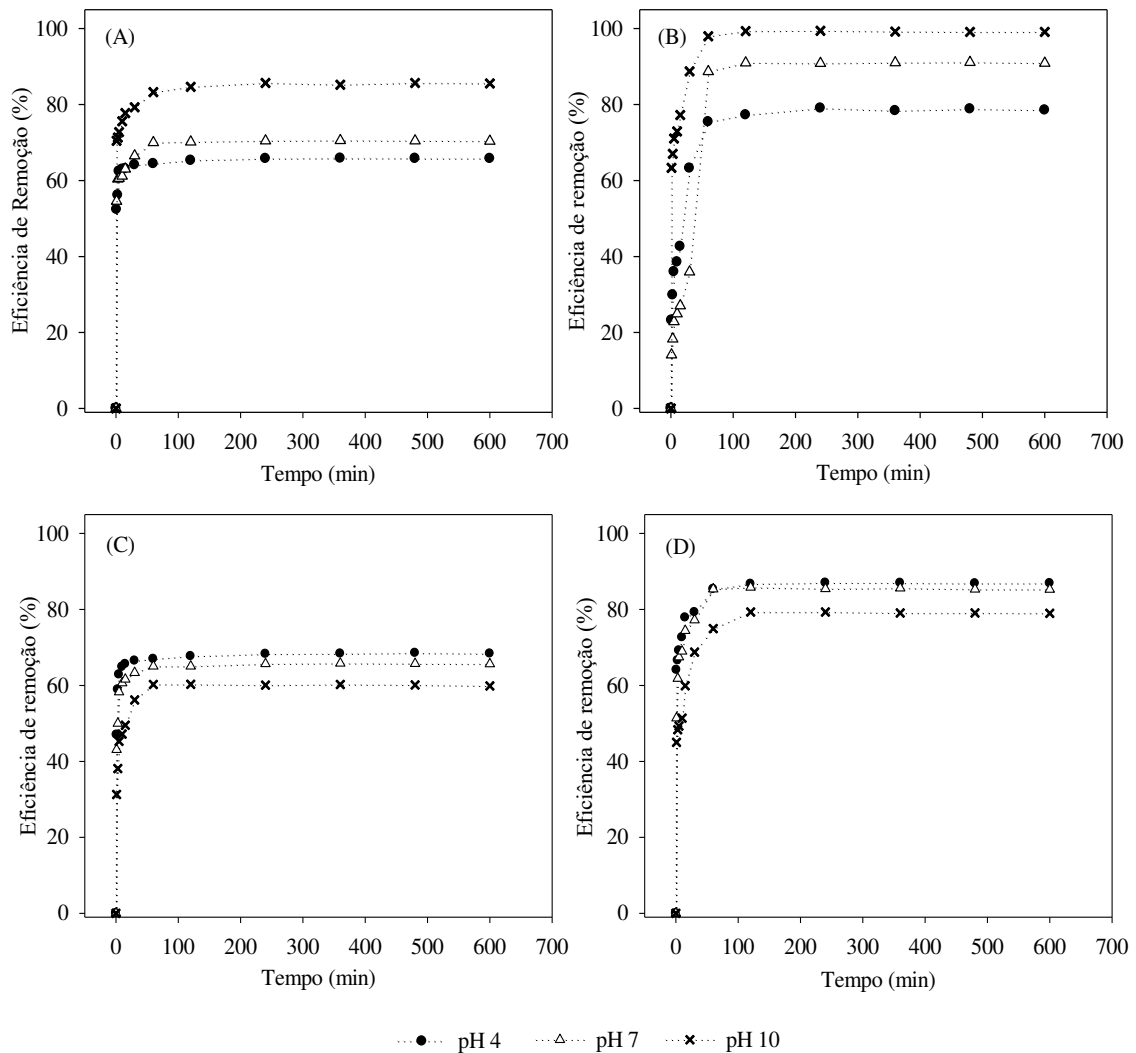 (A)
Eficiência de Remoção (%)
100
80
60
40
20
0
0 100 200 300 400 500 600 700
Tempo (min)
(B)
Eficiência de remoção (%)
100
80
60
40
20
0
0 100 200 300 400 500 600 700
Tempo (min)
(C)
Eficiência de remoção (%)
100
80
60
40
20
0
0 100 200 300 400 500 600 700
Tempo (min)
(D)
Eficiência de remoção (%)
100
80
60
40
20
0
0 100 200 300 400 500 600 700
Tempo (min)
pH 4 pH 7 pH 10